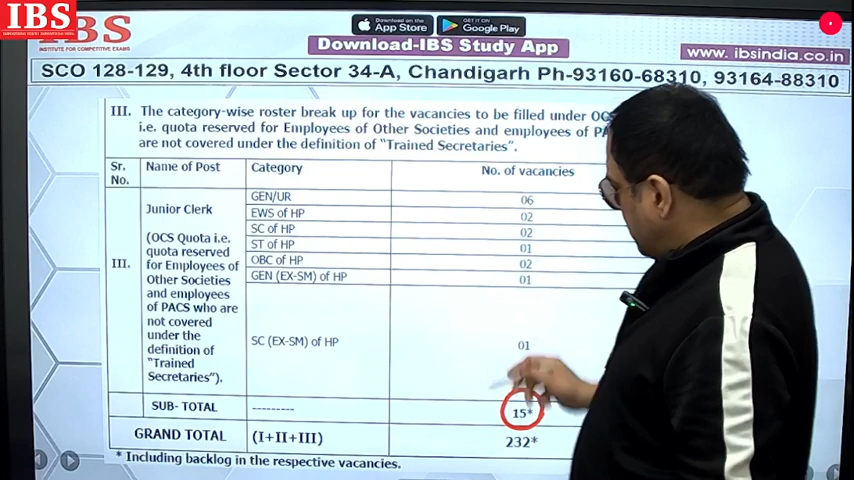 IBS
INNOVATING POINT, INNOVATING INDIA
IBS
INSTITUTE FOR COMPETITIVE EXAMS
Download on the
App Store
GET IT ON
Google Play
Download-IBS Study App
www. ibsindia.co.in
SCO 128-129, 4th floor Sector 34-A, Chandigarh Ph-93160-68310, 93164-88310
III. The category-wise roster break up for the vacancies to be filled under OCS
i.e. quota reserved for Employees of Other Societies and employees of PA
are not covered under the definition of "Trained Secretaries".
Sr. No. Name of Post Category No. of vacancies
III. Junior Clerk
(OCS Quota i.e.
quota reserved
for Employees of
Other Societies
and employees
of PACS who are
not covered
under the
definition of
"Trained
Secretaries").
GEN/UR 06
EWS of HP 02
SC of HP 02
ST of HP 01
OBC of HP 02
GEN (EX-SM) of HP 01
SC (EX-SM) of HP 01
SUB- TOTAL --------- 15*
GRAND TOTAL (I+II+III) 232*
* Including backlog in the respective vacancies.